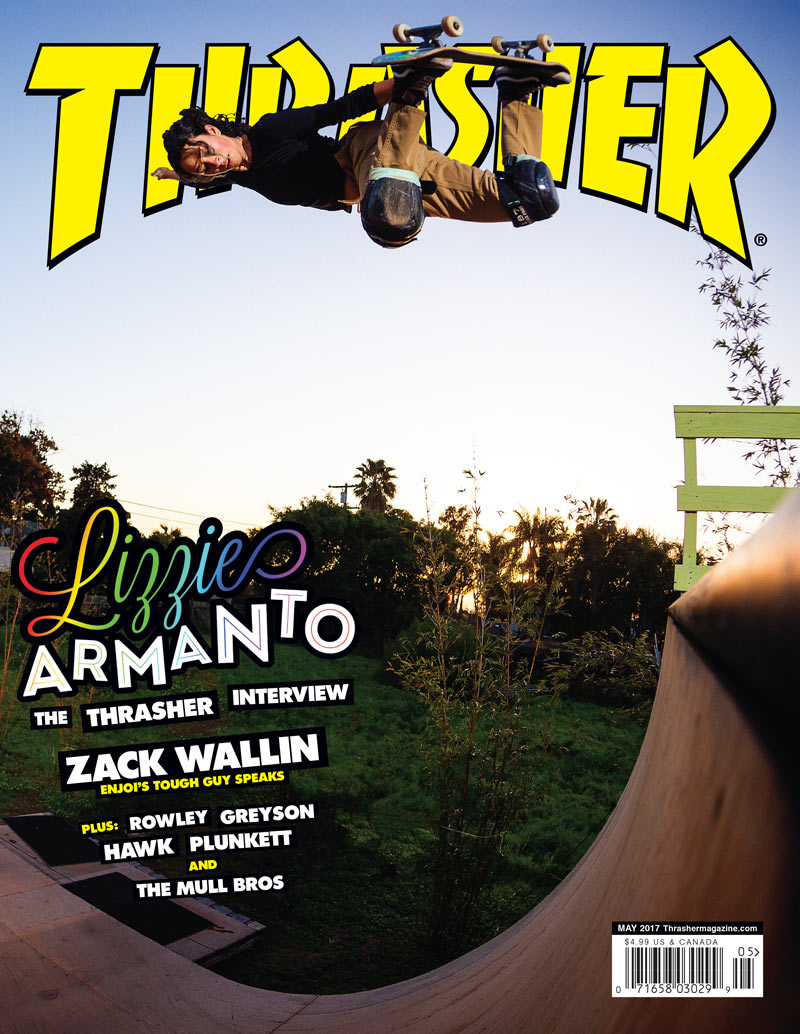 THRASHER®
Lizzie
ARMANTO
THE THRASHER INTERVIEW
ZACK WALLIN
ENJOI'S TOUGH GUY SPEAKS
PLUS: ROWLEY GREYSON
HAWK PLUNKETT
AND
THE MULL BROS
MAY 2017 Thrashermagazine.com
$4.99 US & CANADA
05>
0 71658 03029 9